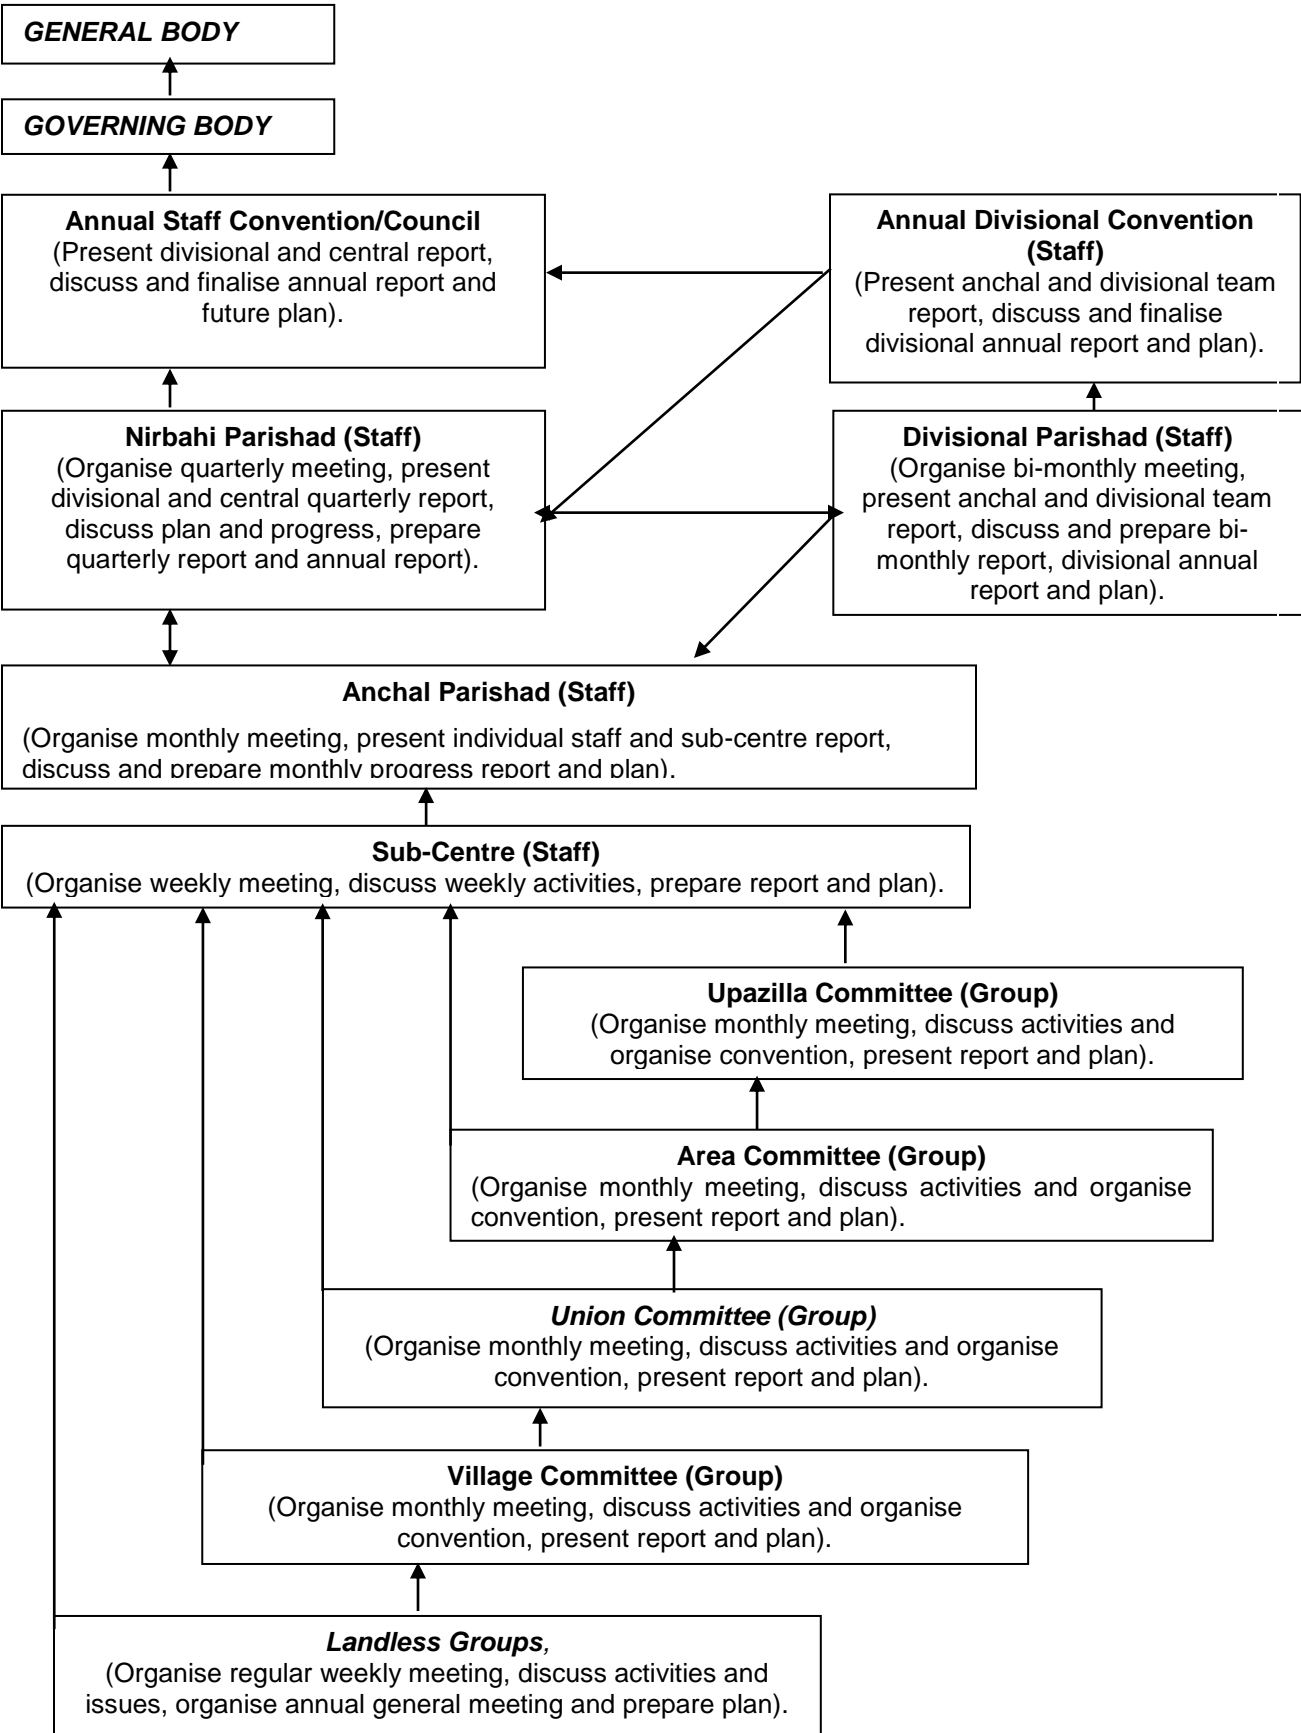 GENERAL BODY
GOVERNING BODY
Annual Staff Convention/Council
(Present divisional and central report,
discuss and finalise annual report and
future plan).
Annual Divisional Convention
(Staff)
(Present anchal and divisional team
report, discuss and finalise
divisional annual report and plan).
Nirbahi Parishad (Staff)
(Organise quarterly meeting, present
divisional and central quarterly report,
discuss plan and progress, prepare
quarterly report and annual report).
Divisional Parishad (Staff)
(Organise bi-monthly meeting,
present anchal and divisional team
report, discuss and prepare bi-
monthly report, divisional annual
report and plan).
Anchal Parishad (Staff)
(Organise monthly meeting, present individual staff and sub-centre report,
discuss and prepare monthly progress report and plan).
Sub-Centre (Staff)
(Organise weekly meeting, discuss weekly activities, prepare report and plan).
Upazilla Committee (Group)
(Organise monthly meeting, discuss activities and
organise convention, present report and plan).
Area Committee (Group)
(Organise monthly meeting, discuss activities and organise
convention, present report and plan).
Union Committee (Group)
(Organise monthly meeting, discuss activities and organise
convention, present report and plan).
Village Committee (Group)
(Organise monthly meeting, discuss activities and organise
convention, present report and plan).
Landless Groups,
(Organise regular weekly meeting, discuss activities and
issues, organise annual general meeting and prepare plan).